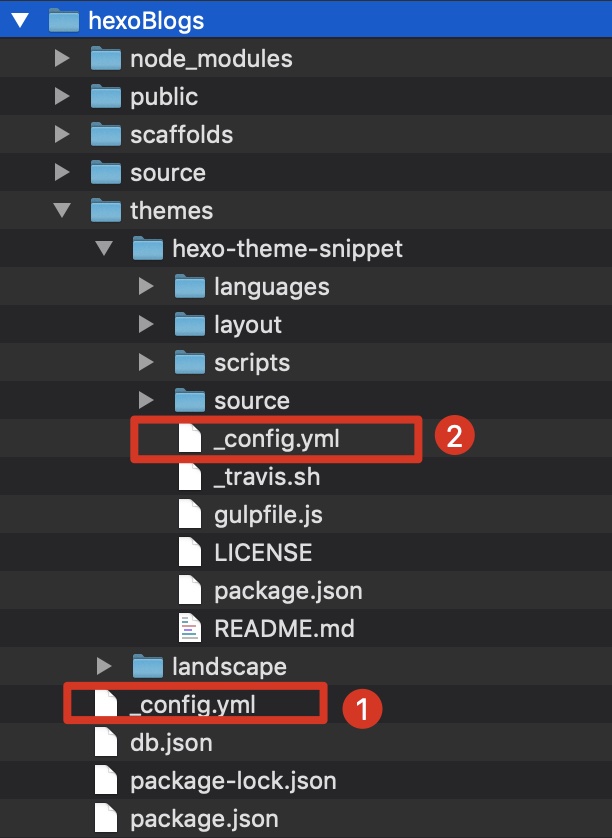 hexoBlogs
node_modules
public
scaffolds
source
themes
hexo-theme-snippet
languages
layout
scripts
source
_config.yml 2
_travis.sh
gulpfile.js
LICENSE
package.json
README.md
landscape
_config.yml 1
db.json
package-lock.json
package.json